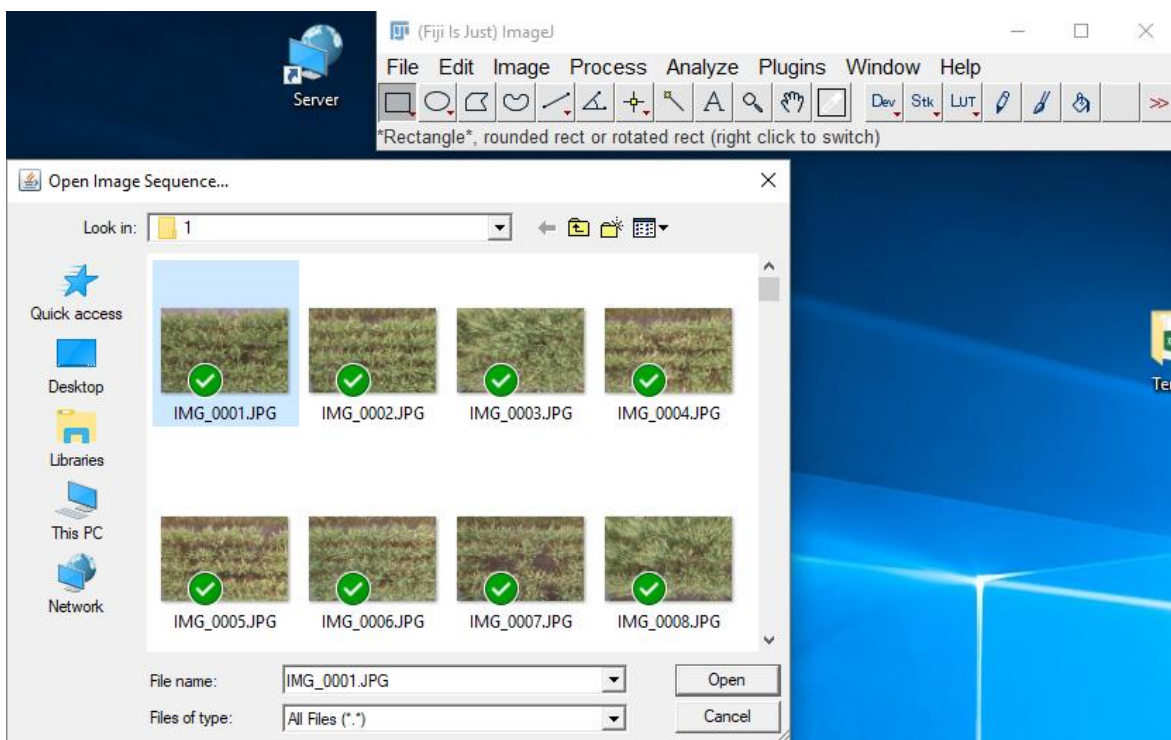 (Fiji Is Just) ImageJ
File Edit Image Process Analyze Plugins Window Help
Server
Dev Stk LUT >>
*Rectangle*, rounded rect or rotated rect (right click to switch)
Open Image Sequence...
Look in: 1
Quick access
Desktop
Libraries
This PC
Network
IMG_0001.JPG IMG_0002.JPG IMG_0003.JPG IMG_0004.JPG
IMG_0005.JPG IMG_0006.JPG IMG_0007.JPG IMG_0008.JPG
File name: IMG_0001.JPG Open
Files of type: All Files (*.*) Cancel